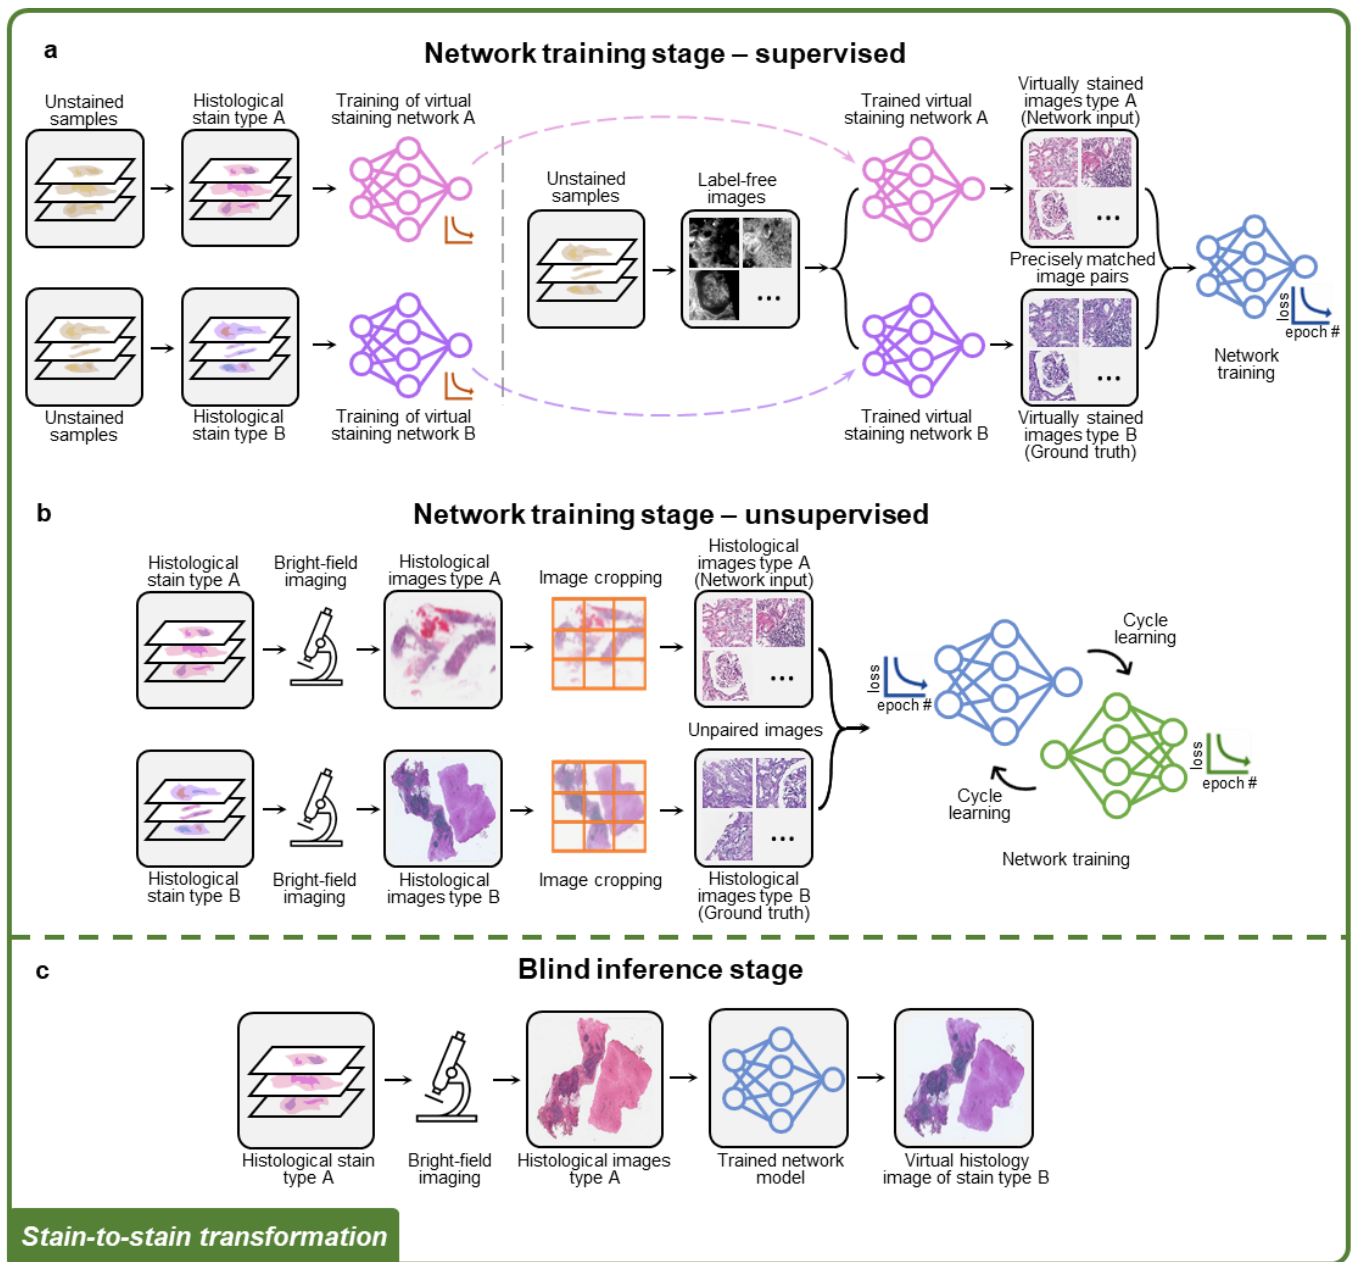 a
Network training stage – supervised
Unstained
samples
Histological
stain type A
Training of virtual
staining network A
Unstained
samples
Label-free
images
Trained virtual
staining network A
Virtually stained
images type A
(Network input)
...
...
Precisely matched
image pairs
...
loss
epoch #
Network
training
Unstained
samples
Histological
stain type B
Training of virtual
staining network B
Trained virtual
staining network B
Virtually stained
images type B
(Ground truth)
b
Network training stage – unsupervised
Histological
stain type A
Bright-field
imaging
Histological
images type A
Image cropping
Histological
images type A
(Network input)
...
Unpaired images
...
loss
epoch #
Cycle
learning
loss
epoch #
Cycle
learning
Network training
Histological
stain type B
Bright-field
imaging
Histological
images type B
Image cropping
Histological
images type B
(Ground truth)
c
Blind inference stage
Histological stain
type A
Bright-field
imaging
Histological images
type A
Trained network
model
Virtual histology
image of stain type B
Stain-to-stain transformation